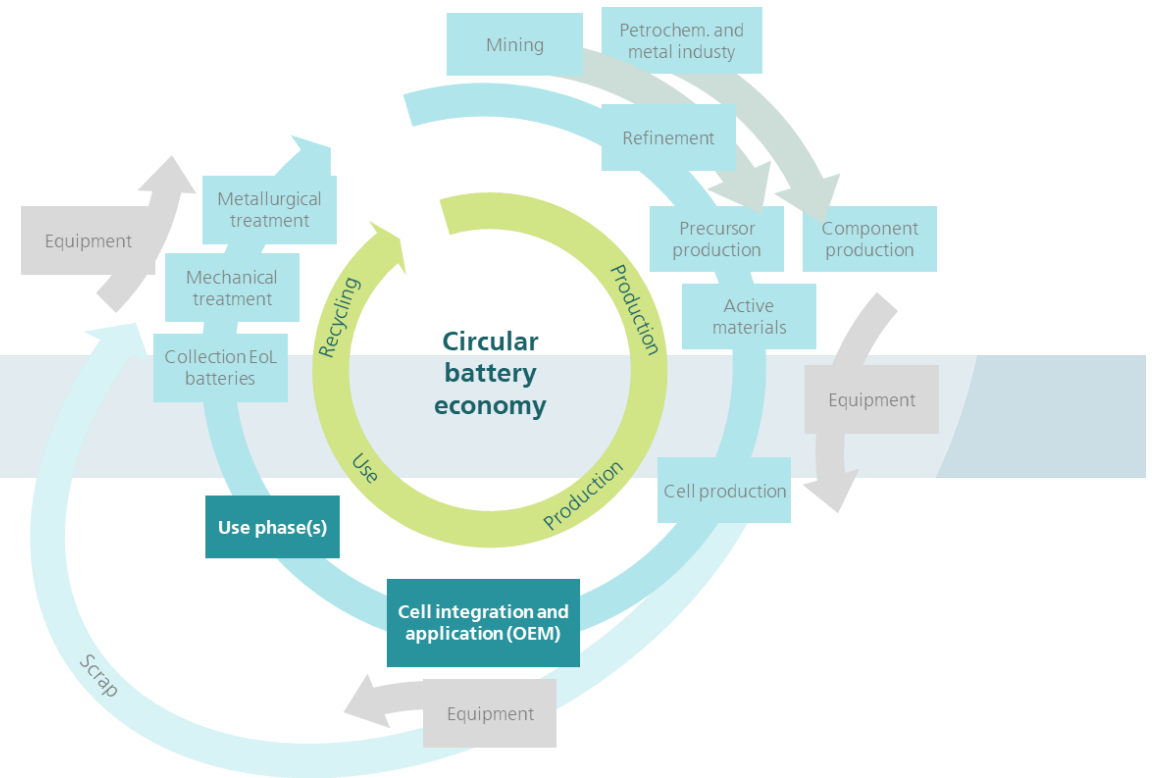 Mining
Petrochem. and
metal industy
Refinement
Metallurgical
treatment
Equipment
Precursor
production
Component
production
Mechanical
treatment
Recycling
Production
Active
materials
Circular
battery
economy
Collection EoL
batteries
Equipment
Use
Production
Cell production
Use phase(s)
Cell integration and
application (OEM)
Scrap
Equipment